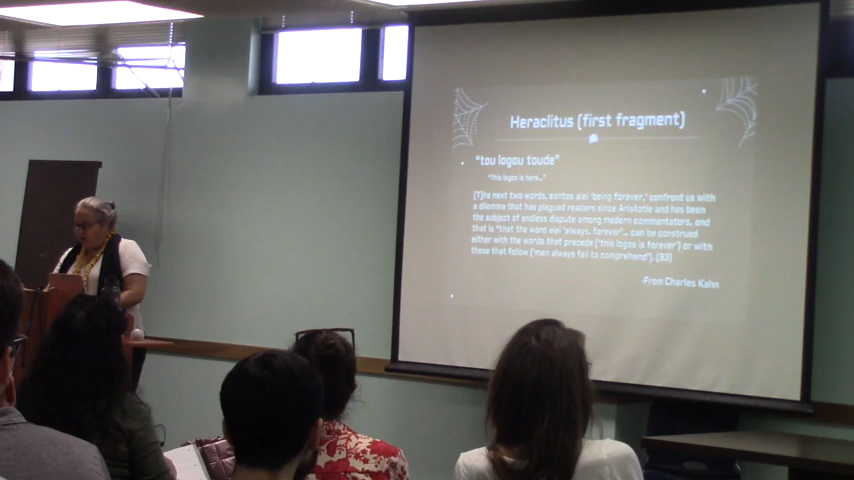 Heraclitus (first fragment)
"tou logou toude"
"This logos is here..."
[T]he next two words, eontos aiei 'being forever,' confront us with
a dilemma that has plagued readers since Aristotle and has been
the subject of endless dispute among modern commentators, and
that is "that the word aiei 'always, forever'... can be construed
either with the words that precede ('this logos is forever') or with
those that follow ('men always fail to comprehend'). (93)
-From Charles Kahn